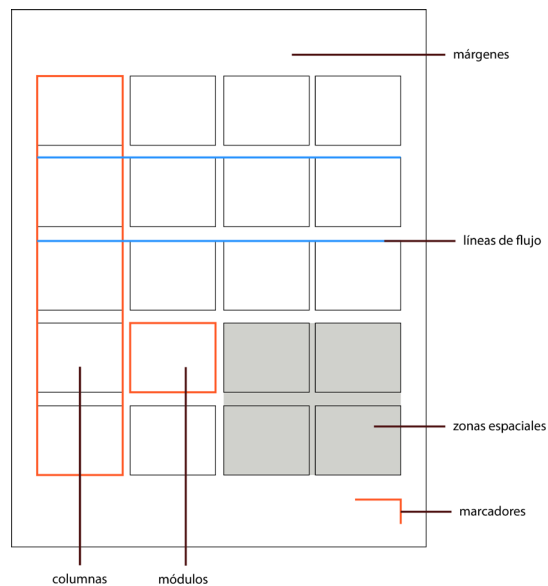 márgenes
líneas de flujo
zonas espaciales
marcadores
columnas
módulos